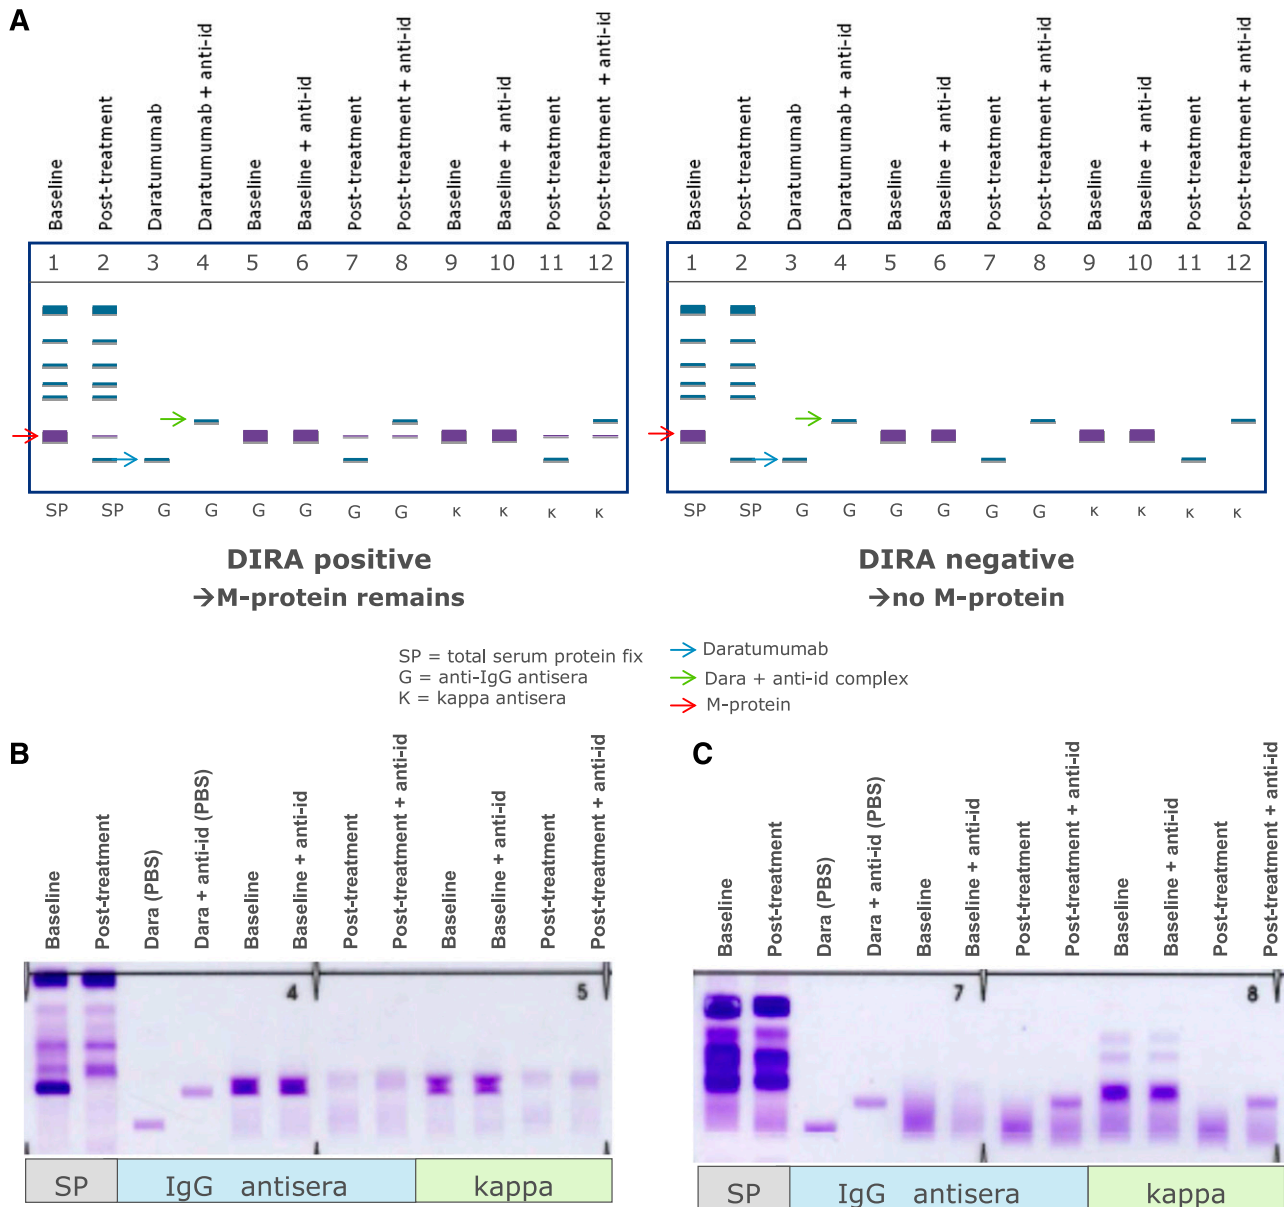 A
Baseline
Post-treatment
Daratumumab
Daratumumab + anti-id
Baseline
Baseline + anti-id
Post-treatment
Post-treatment + anti-id
Baseline
Baseline + anti-id
Post-treatment
Post-treatment + anti-id
1 2 3 4 5 6 7 8 9 10 11 12
SP SP G G G G G G κ κ κ κ
DIRA positive
→M-protein remains
Baseline
Post-treatment
Daratumumab
Daratumumab + anti-id
Baseline
Baseline + anti-id
Post-treatment
Post-treatment + anti-id
Baseline
Baseline + anti-id
Post-treatment
Post-treatment + anti-id
1 2 3 4 5 6 7 8 9 10 11 12
SP SP G G G G G G κ κ κ κ
DIRA negative
→no M-protein
SP = total serum protein fix
G = anti-IgG antisera
K = kappa antisera
Daratumumab
Dara + anti-id complex
M-protein
B
Baseline
Post-treatment
Dara (PBS)
Dara + anti-id (PBS)
Baseline
Baseline + anti-id
Post-treatment
Post-treatment + anti-id
Baseline
Baseline + anti-id
Post-treatment
Post-treatment + anti-id
4 5
SP IgG antisera kappa
C
Baseline
Post-treatment
Dara (PBS)
Dara + anti-id (PBS)
Baseline
Baseline + anti-id
Post-treatment
Post-treatment + anti-id
Baseline
Baseline + anti-id
Post-treatment
Post-treatment + anti-id
7 8
SP IgG antisera kappa